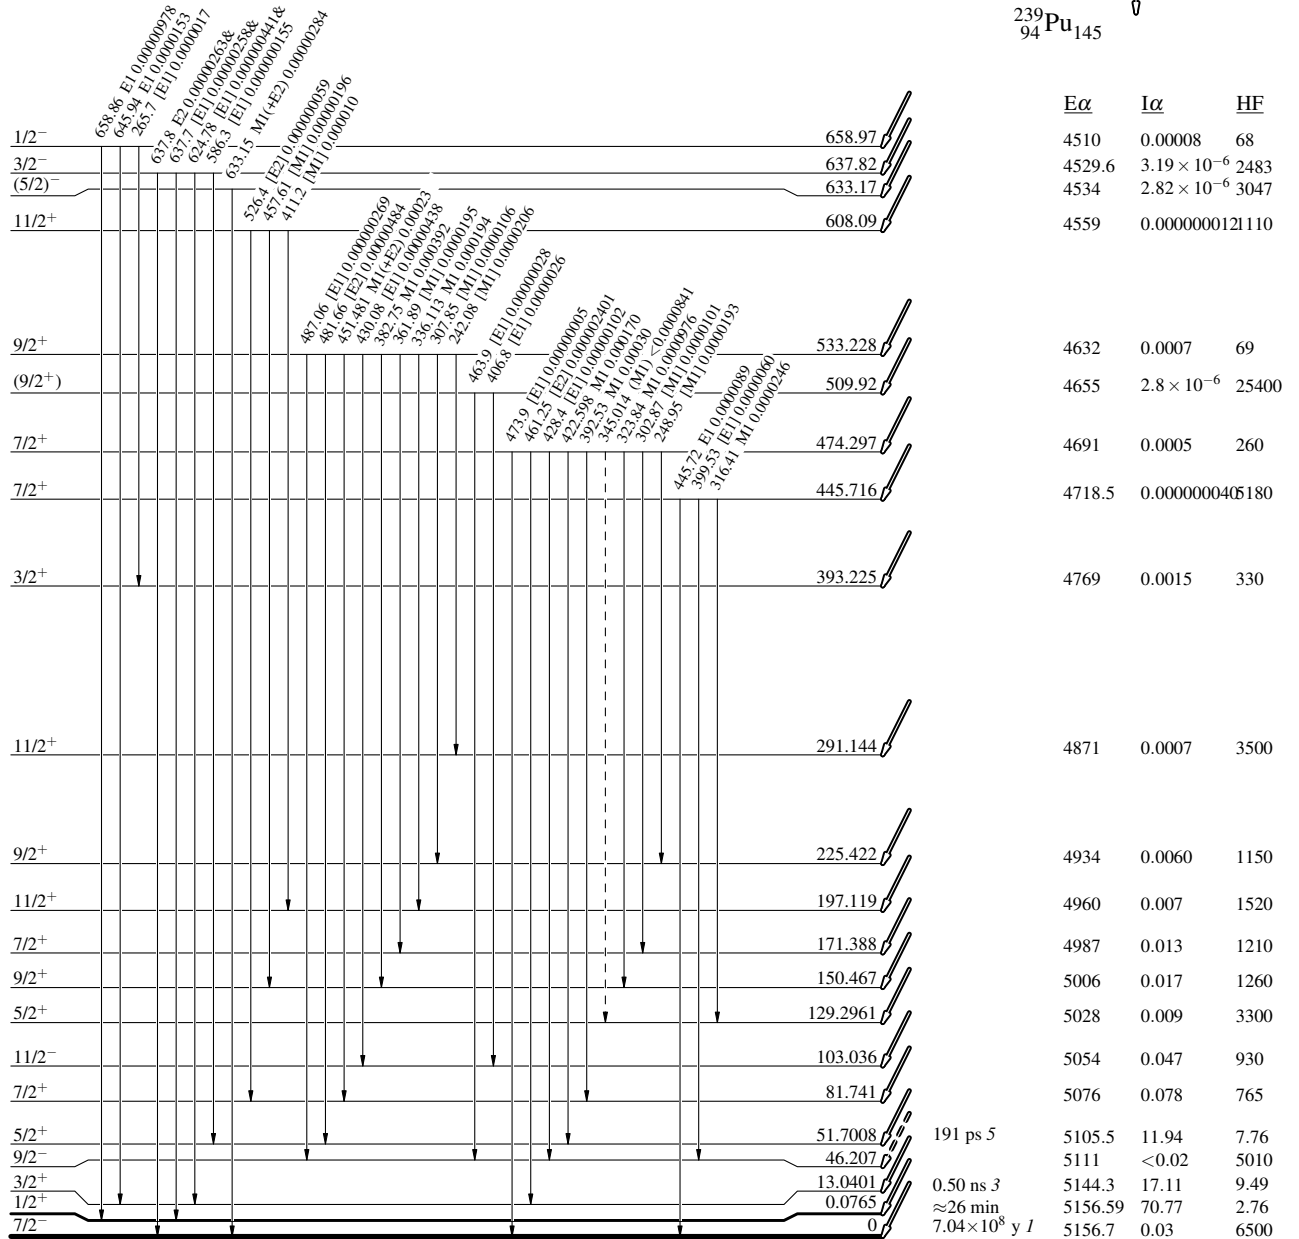 239 94 Pu 145
Eα Iα HF
658.86 E1 0.00000978
645.94 E1 0.0000153
265.7 [E1] 0.0000017
637.8 E2 0.00000263&
637.7 [E1] 0.00000258&
624.78 [E1] 0.000000441&
586.3 [E1] 0.000000155
633.15 M1(+E2) 0.00000284
526.4 [E2] 0.000000059
457.61 [M1] 0.00000196
411.2 [M1] 0.000010
487.06 [E1] 0.000000269
481.66 [E2] 0.00000484
451.481 M1(+E2) 0.00023
430.08 [E1] 0.00000438
382.75 M1 0.000392
361.89 [M1] 0.0000195
336.113 M1 0.000194
307.85 [M1] 0.0000106
242.08 [M1] 0.0000206
463.9 [E1] 0.00000028
406.8 [E1] 0.0000026
473.9 [E1] 0.00000005
461.25 [E2] 0.000002401
428.4 [E1] 0.00000102
422.598 M1 0.000170
392.53 M1 0.00030
345.014 (M1) <0.0000841
323.84 M1 0.0000976
302.87 [M1] 0.0000101
248.95 [M1] 0.0000193
445.72 E1 0.0000089
399.53 [E1] 0.0000060
316.41 M1 0.0000246
1/2⁻ 658.97 4510 0.00008 68
3/2⁻ 637.82 4529.6 3.19 × 10⁻⁶ 2483
(5/2)⁻ 633.17 4534 2.82 × 10⁻⁶ 3047
11/2⁺ 608.09 4559 0.000000012 1110
9/2⁺ 533.228 4632 0.0007 69
(9/2⁺) 509.92 4655 2.8 × 10⁻⁶ 25400
7/2⁺ 474.297 4691 0.0005 260
7/2⁺ 445.716 4718.5 0.000000040 5180
3/2⁺ 393.225 4769 0.0015 330
11/2⁺ 291.144 4871 0.0007 3500
9/2⁺ 225.422 4934 0.0060 1150
11/2⁺ 197.119 4960 0.007 1520
7/2⁺ 171.388 4987 0.013 1210
9/2⁺ 150.467 5006 0.017 1260
5/2⁺ 129.2961 5028 0.009 3300
11/2⁻ 103.036 5054 0.047 930
7/2⁺ 81.741 5076 0.078 765
5/2⁺ 51.7008 191 ps 5 5105.5 11.94 7.76
9/2⁻ 46.207 5111 <0.02 5010
3/2⁺ 13.0401 0.50 ns 3 5144.3 17.11 9.49
1/2⁺ 0.0765 ≈26 min 5156.59 70.77 2.76
7/2⁻ 0 7.04×10⁸ y 1 5156.7 0.03 6500